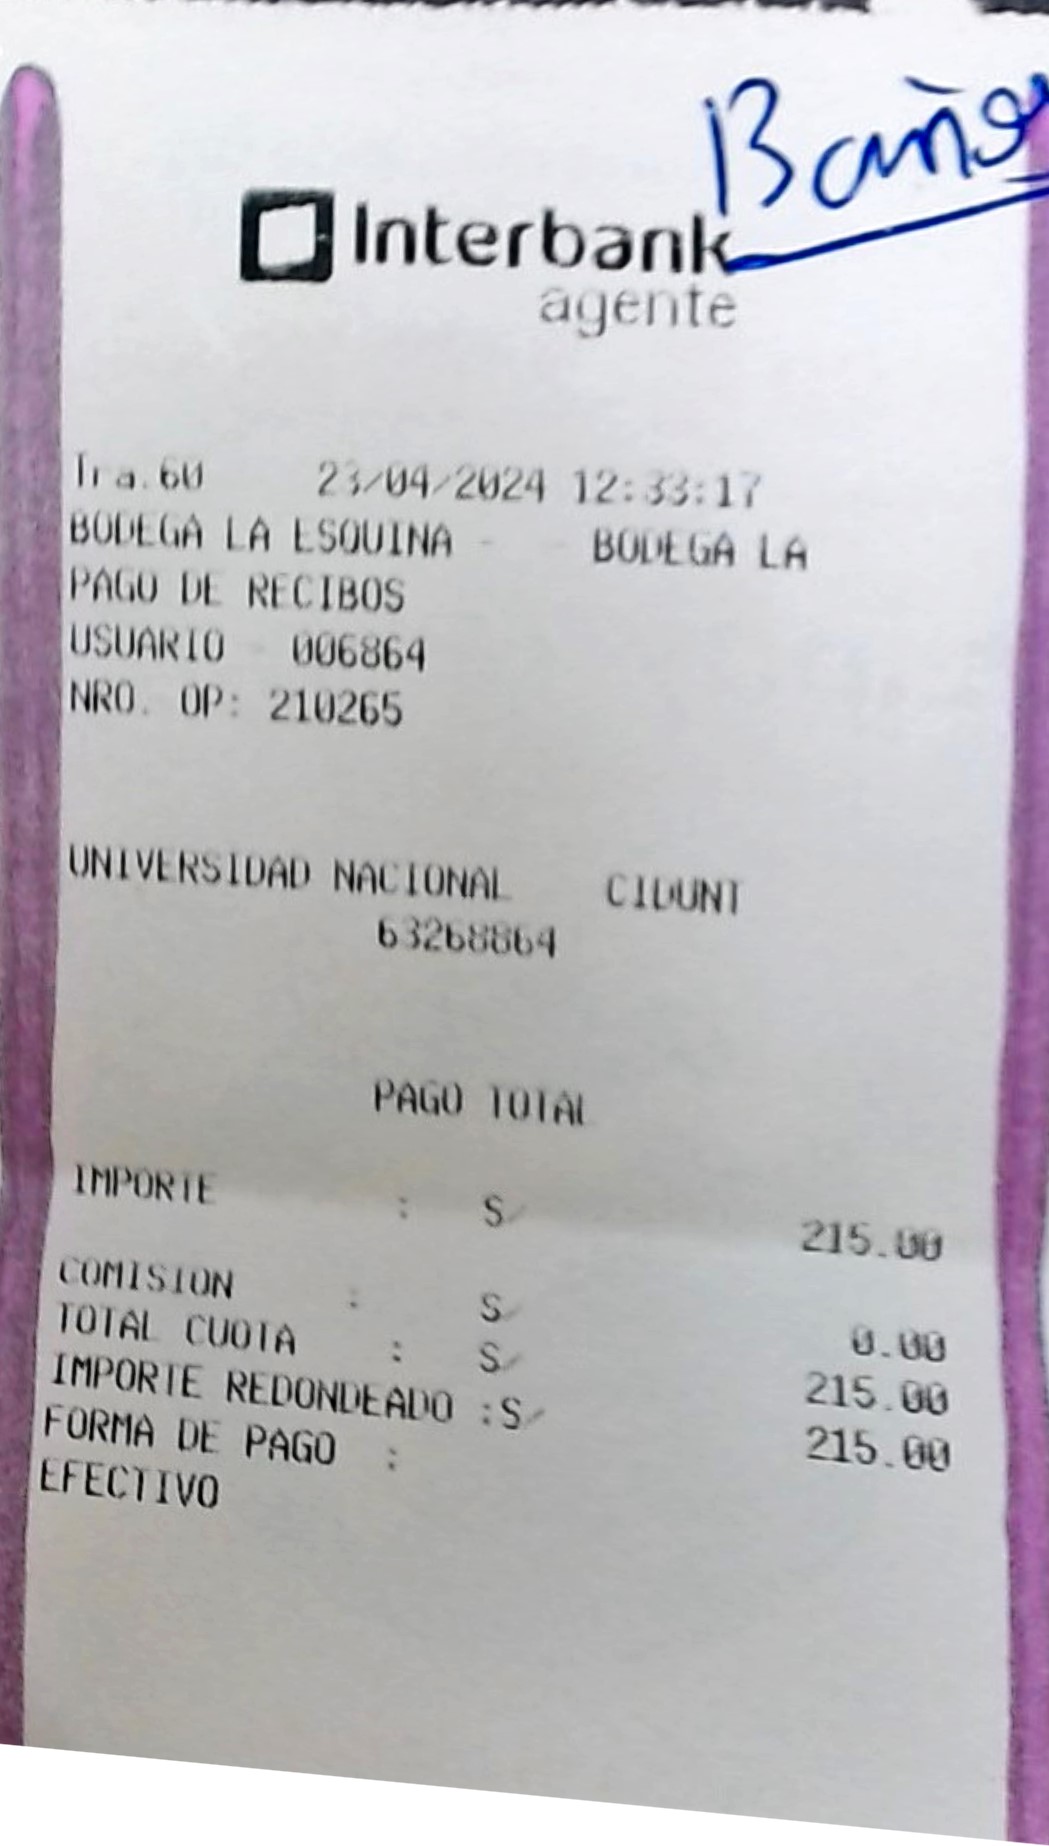 Baños
Interbank
agente
Tra.60 23/04/2024 12:33:17
BODEGA LA ESQUINA - BODEGA LA
PAGO DE RECIBOS
USUARIO 006864
NRO. OP: 210265
UNIVERSIDAD NACIONAL CIDUNT
63268864
PAGO TOTAL
IMPORTE : S/ 215.00
COMISION : S/ 0.00
TOTAL CUOTA : S/ 215.00
IMPORTE REDONDEADO :S/ 215.00
FORMA DE PAGO :
EFECTIVO